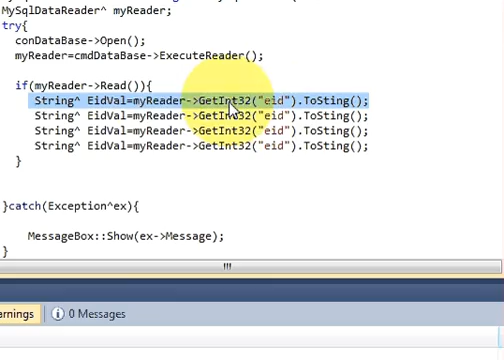 MySqlDataReader^ myReader;
try{
conDataBase->Open();
myReader=cmdDataBase->ExecuteReader();
if(myReader->Read()){
String^ EidVal=myReader->GetInt32("eid").ToSting();
String^ EidVal=myReader->GetInt32("eid").ToSting();
String^ EidVal=myReader->GetInt32("eid").ToSting();
String^ EidVal=myReader->GetInt32("eid").ToSting();
}
}catch(Exception^ex){
MessageBox::Show(ex->Message);
}
arnings
0 Messages